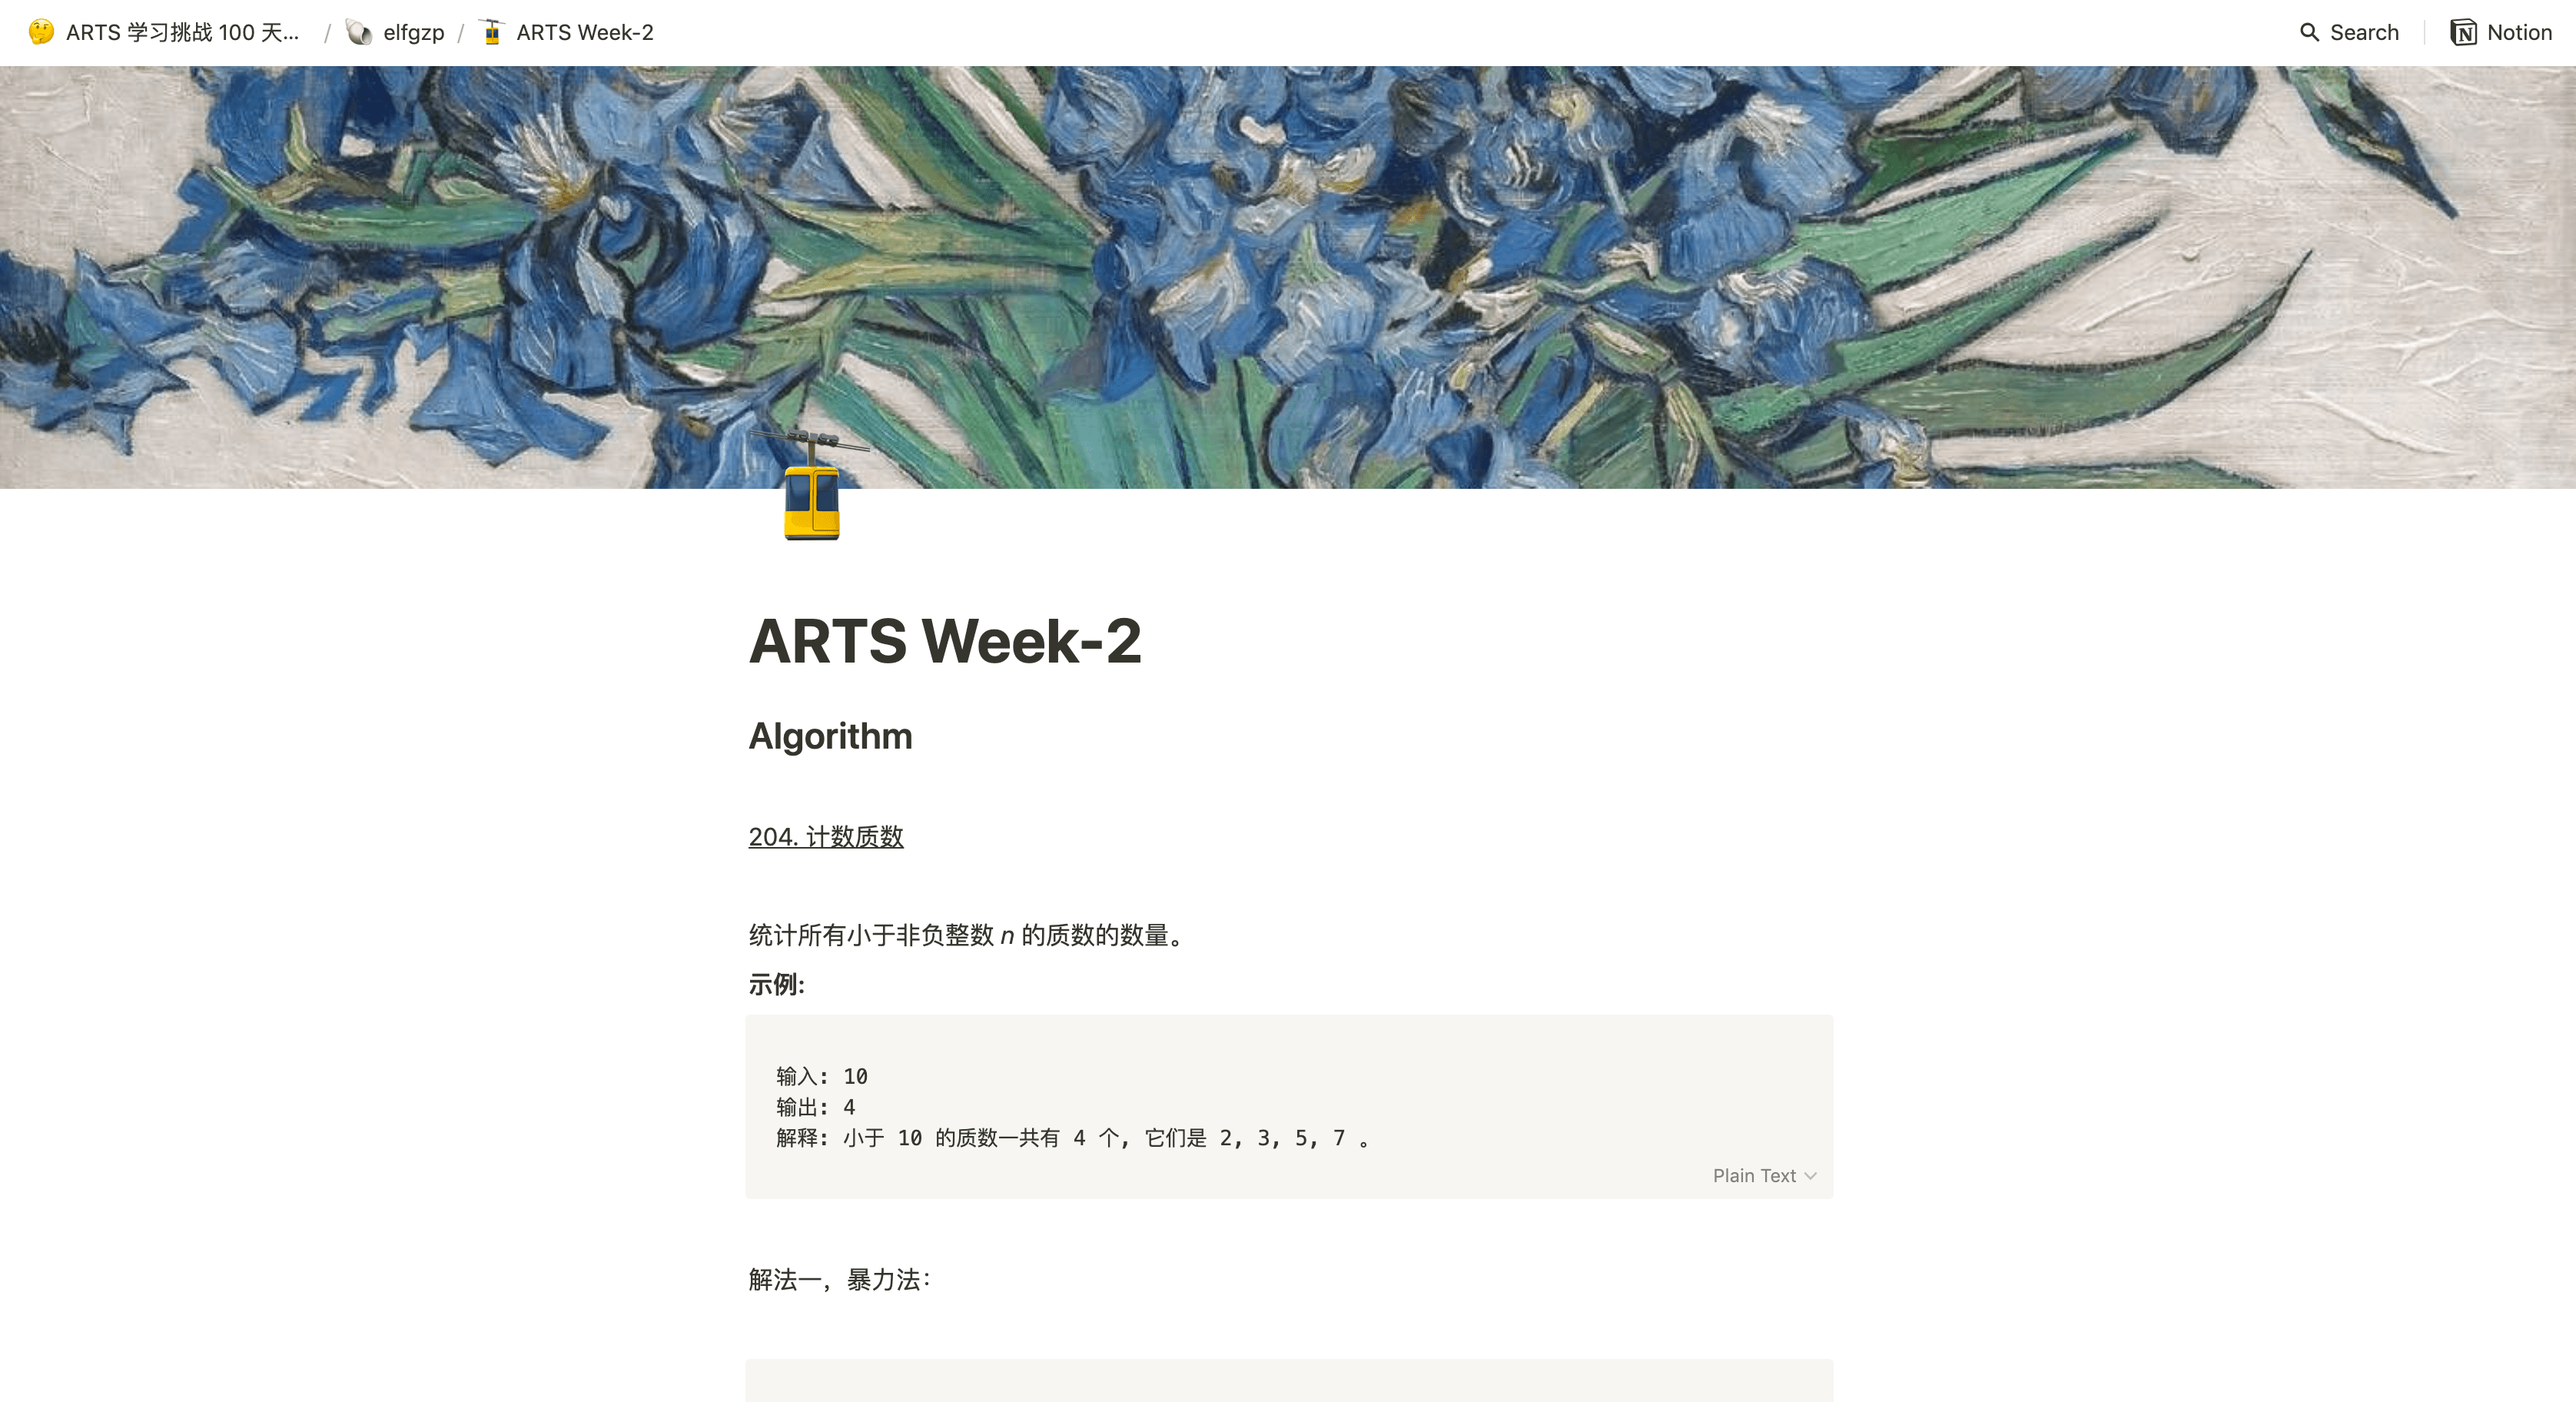 ARTS 学习挑战 100 天... / elfgzp / ARTS Week-2
Search
Notion
ARTS Week-2
Algorithm
204. 计数质数
统计所有小于非负整数 n 的质数的数量。
示例:
输入: 10
输出: 4
解释: 小于 10 的质数一共有 4 个, 它们是 2, 3, 5, 7 。
Plain Text
解法一，暴力法：